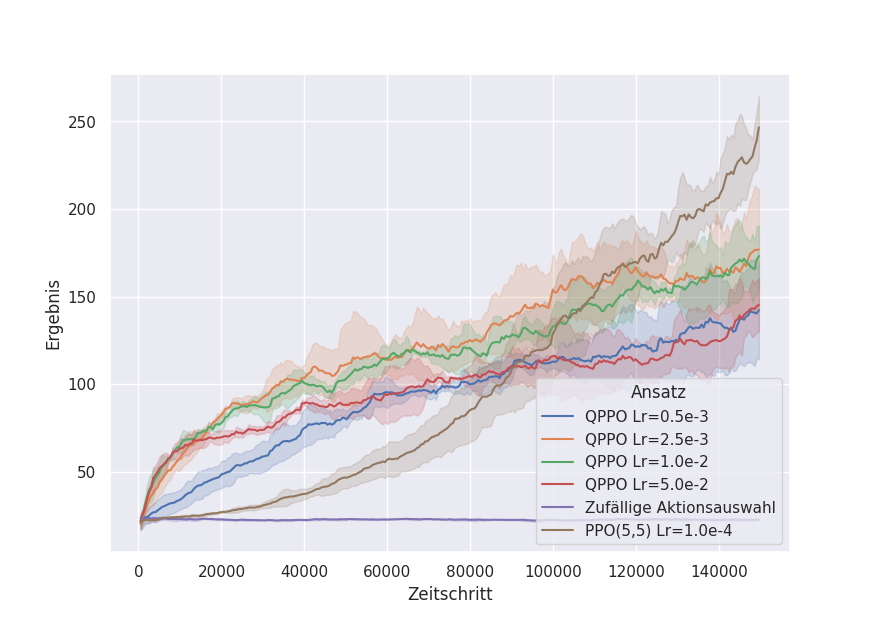 250
200
150
100
50
Ergebnis
0
20000
40000
60000
80000
100000
120000
140000
Zeitschritt
Ansatz
QPPO Lr=0.5e-3
QPPO Lr=2.5e-3
QPPO Lr=1.0e-2
QPPO Lr=5.0e-2
Zufällige Aktionsauswahl
PPO(5,5) Lr=1.0e-4